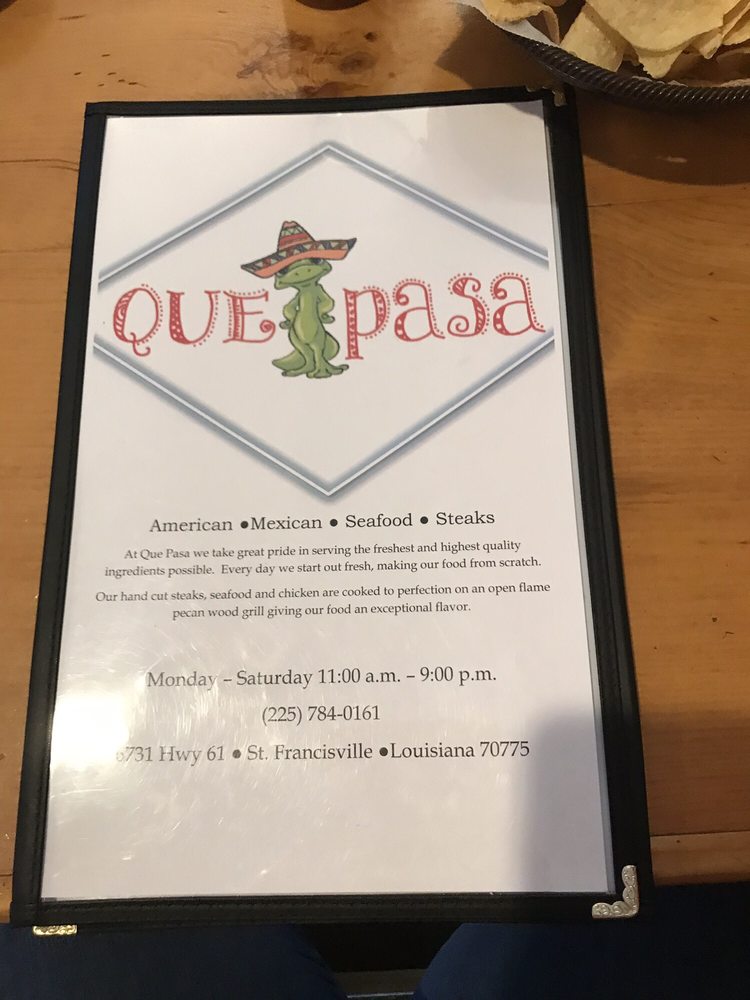 QUE PASA
American ●Mexican ● Seafood ● Steaks
At Que Pasa we take great pride in serving the freshest and highest quality
ingredients possible. Every day we start out fresh, making our food from scratch.
Our hand cut steaks, seafood and chicken are cooked to perfection on an open flame
pecan wood grill giving our food an exceptional flavor.
Monday – Saturday 11:00 a.m. – 9:00 p.m.
(225) 784-0161
Hwy 61 ● St. Francisville ●Louisiana 70775